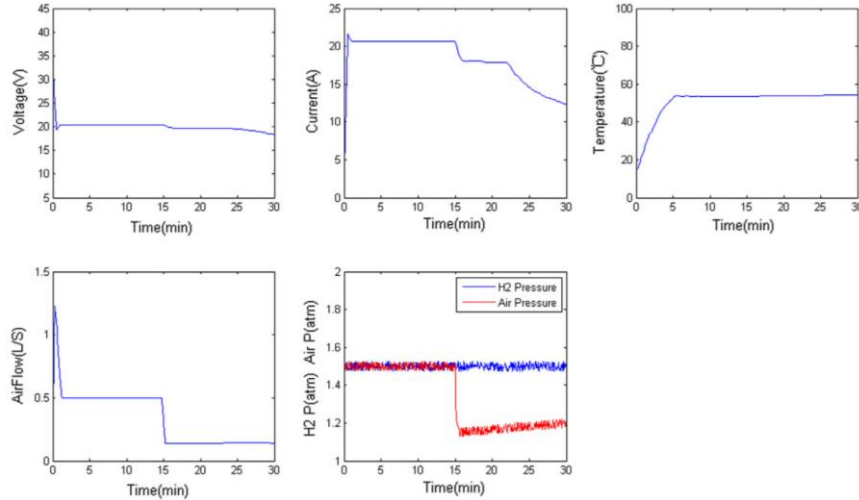 Voltage(V)
45
40
35
30
25
20
15
10
5
0 5 10 15 20 25 30
Time(min)
Current(A)
25
20
15
10
5
0
0 5 10 15 20 25 30
Time(min)
Temperature(℃)
100
80
60
40
20
0
0 5 10 15 20 25 30
Time(min)
AirFlow(L/S)
1.5
1
0.5
0
0 5 10 15 20 25 30
Time(min)
H2 P(atm) Air P(atm)
2
1.8
1.6
1.4
1.2
1
H2 Pressure
Air Pressure
0 5 10 15 20 25 30
Time(min)